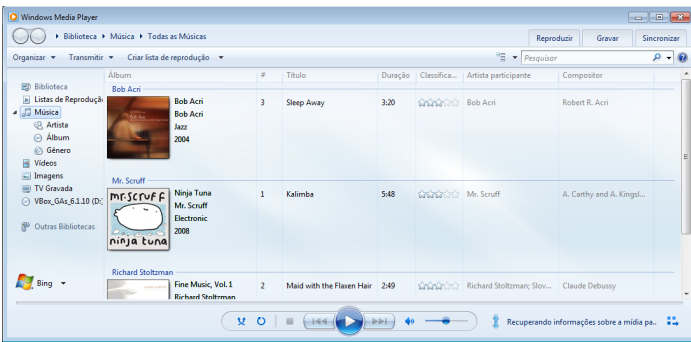 Windows Media Player
Biblioteca ▸ Música ▸ Todas as Músicas
Reproduzir Gravar Sincronizar
Organizar Transmitir Criar lista de reprodução Pesquisar
Álbum # Título Duração Classifica... Artista participante Compositor
Biblioteca
Listas de Reproduçã
Música
Artista
Álbum
Gênero
Vídeos
Imagens
TV Gravada
VBox_GAs_6.1.10 (D:)
Outras Bibliotecas
Bing
Bob Acri
Bob Acri 3 Sleep Away 3:20 Bob Acri Robert R. Acri
Bob Acri
Jazz
2004
Mr. Scruff
mr.scruff
ninja tuna
Ninja Tuna 1 Kalimba 5:48 Mr. Scruff A. Carthy and A. Kingsl...
Mr. Scruff
Electronic
2008
Richard Stoltzman
Fine Music, Vol. 1 2 Maid with the Flaxen Hair 2:49 Richard Stoltzman; Slov... Claude Debussy
Richard Stoltzman
Recuperando informações sobre a mídia pa..